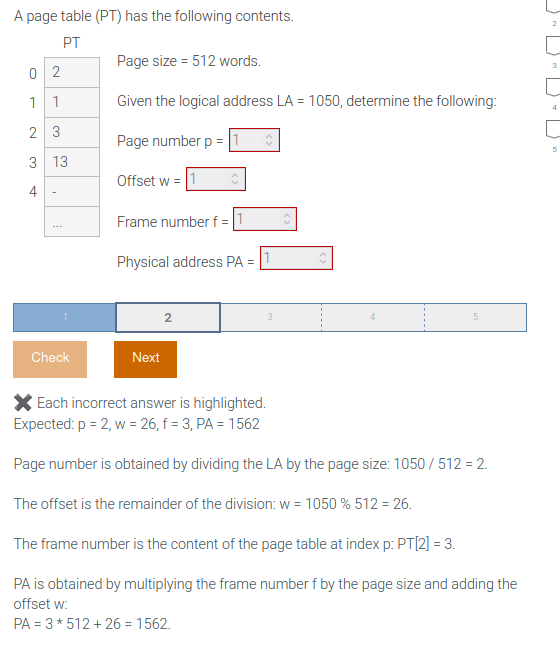 A page table (PT) has the following contents.
PT
0 2
1 1
2 3
3 13
4 -
...
Page size = 512 words.
Given the logical address LA = 1050, determine the following:
Page number p = 1
Offset w = 1
Frame number f = 1
Physical address PA = 1
1 2 3 4 5
Check Next
Each incorrect answer is highlighted.
Expected: p = 2, w = 26, f = 3, PA = 1562
Page number is obtained by dividing the LA by the page size: 1050 / 512 = 2.
The offset is the remainder of the division: w = 1050 % 512 = 26.
The frame number is the content of the page table at index p: PT[2] = 3.
PA is obtained by multiplying the frame number f by the page size and adding the
offset w:
PA = 3 * 512 + 26 = 1562.
2
3
4
5